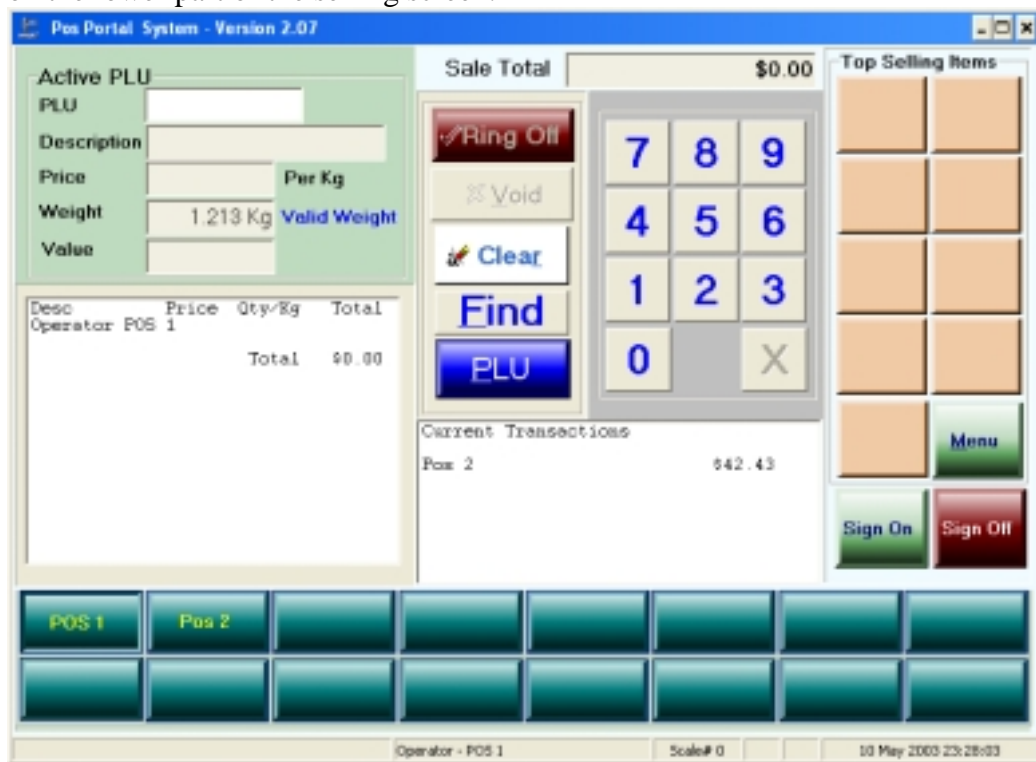 Pos Portal System - Version 2.07
Active PLU
PLU
Description
Price Per Kg
Weight 1.213 Kg Valid Weight
Value
Desc Price Qty/Kg Total
Operator POS 1
Total $0.00
Sale Total $0.00
Ring Off
Void
Clear
Find
PLU
7 8 9
4 5 6
1 2 3
0 X
Current Transactions
Pos 2 $42.43
Top Selling Items
Menu
Sign On Sign Off
POS 1 Pos 2
Operator - POS 1 Scale# 0 10 May 2003 23:28:03